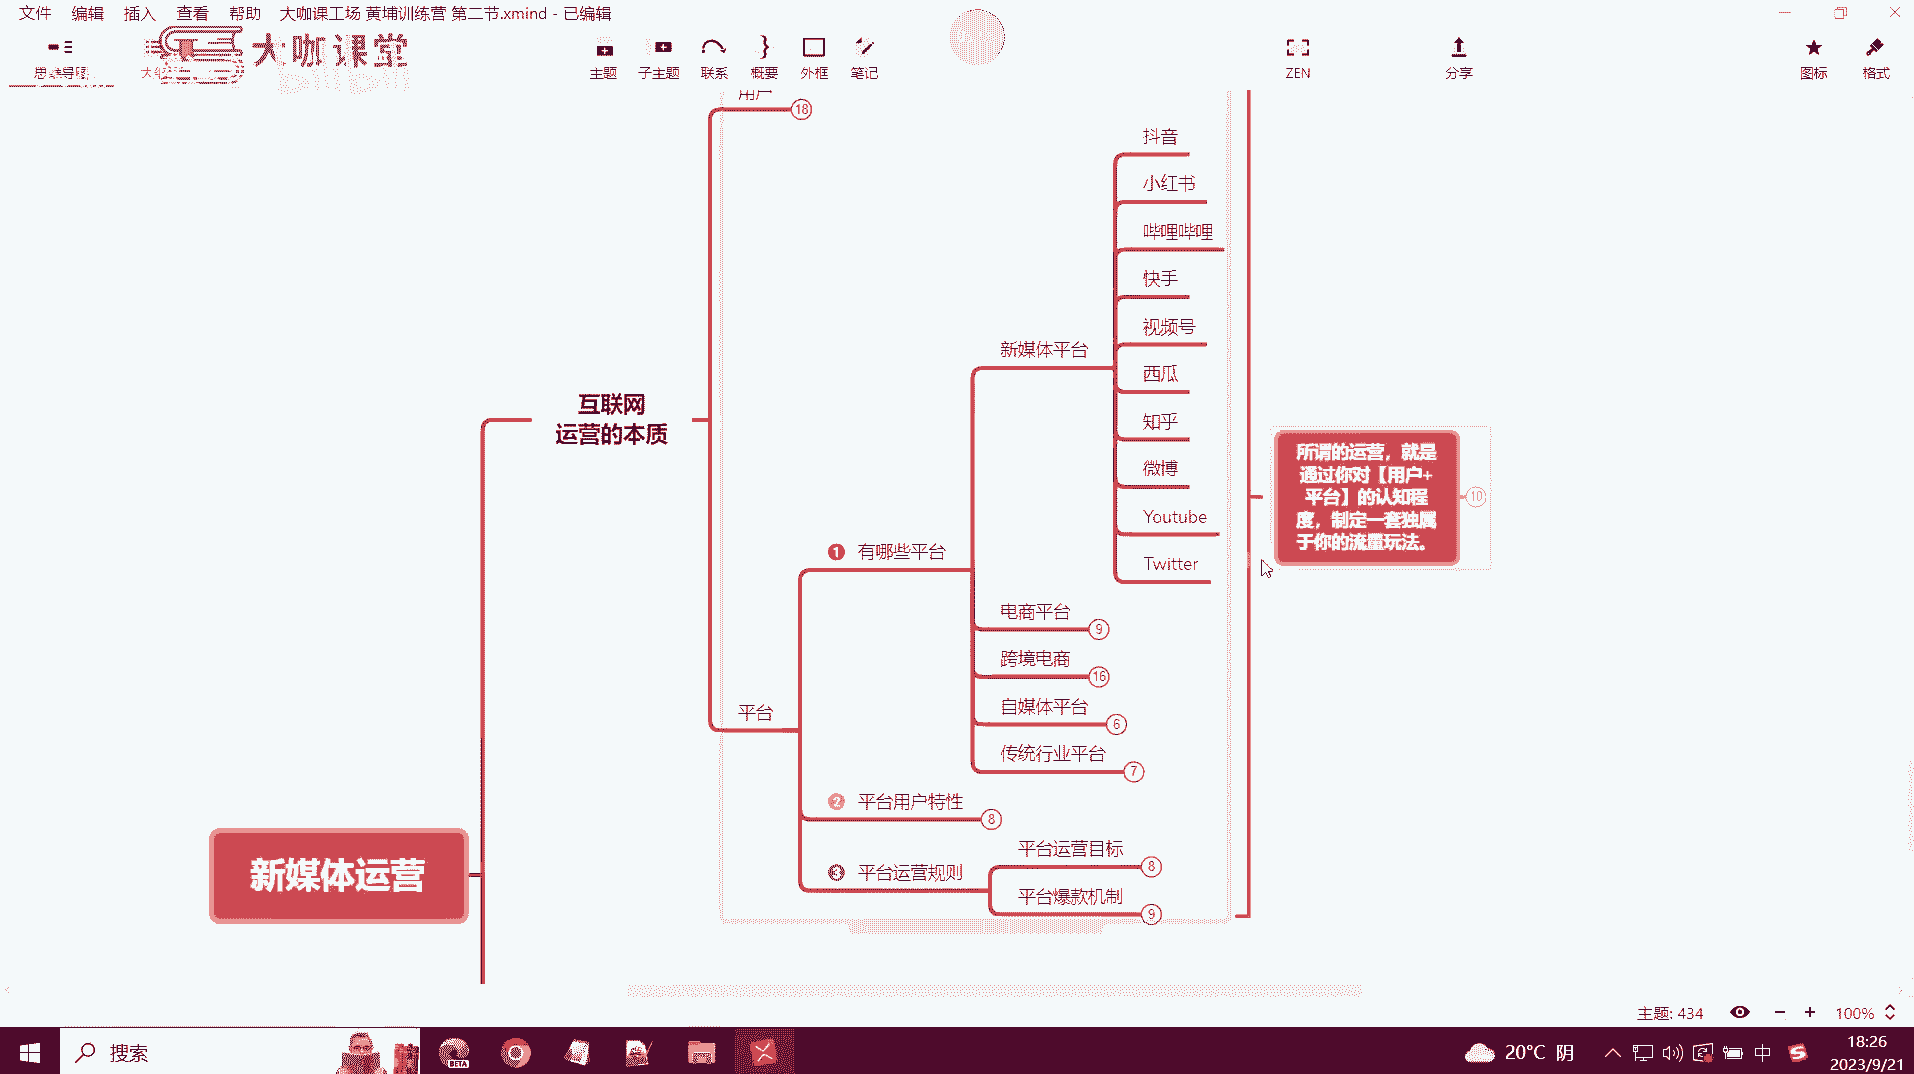 文件 编辑 插入 查看 帮助 大咖课工场 黄埔训练营 第二节.xmind - 已编辑
大咖课堂
思维导图
主题 子主题 联系 概要 外框 笔记 ZEN 分享 图标 格式
用户 18
抖音
小红书
哔哩哔哩
快手
视频号
新媒体平台
西瓜
互联网
运营的本质
知乎
微博
Youtube
Twitter
所谓的运营，就是
通过你对【用户+
平台】的认知程
度，制定一套独属
于你的流量玩法。
10
1 有哪些平台
电商平台 9
跨境电商 16
自媒体平台 6
传统行业平台 7
平台
2 平台用户特性 8
平台运营目标 8
3 平台运营规则
平台爆款机制 9
新媒体运营
主题: 434 100%
搜索 BETA 20°C 阴 中 18:26
2023/9/21